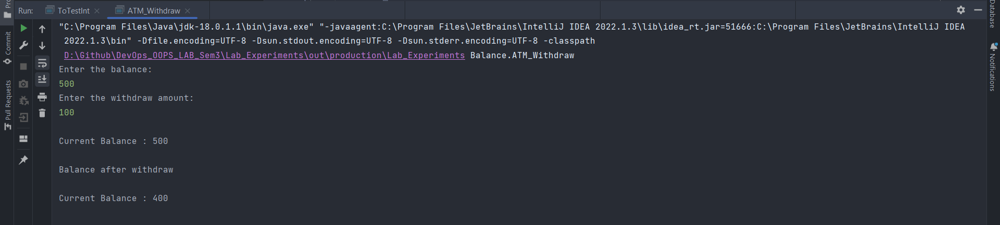 Run: ToTestInt ATM_Withdraw
"C:\Program Files\Java\jdk-18.0.1.1\bin\java.exe" "-javaagent:C:\Program Files\JetBrains\IntelliJ IDEA 2022.1.3\lib\idea_rt.jar=51666:C:\Program Files\JetBrains\IntelliJ IDEA
2022.1.3\bin" -Dfile.encoding=UTF-8 -Dsun.stdout.encoding=UTF-8 -Dsun.stderr.encoding=UTF-8 -classpath
D:\Github\DevOps_OOPS_LAB_Sem3\Lab_Experiments\out\production\Lab_Experiments Balance.ATM_Withdraw
Enter the balance:
500
Enter the withdraw amount:
100
Current Balance : 500
Balance after withdraw
Current Balance : 400
Commit
Pull Requests
Database
Notifications